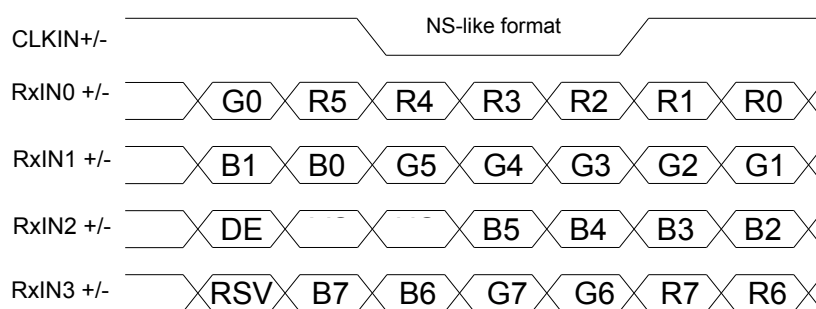 NS-like format
CLKIN+/-
RxIN0 +/- G0 R5 R4 R3 R2 R1 R0
RxIN1 +/- B1 B0 G5 G4 G3 G2 G1
RxIN2 +/- DE B5 B4 B3 B2
RxIN3 +/- RSV B7 B6 G7 G6 R7 R6